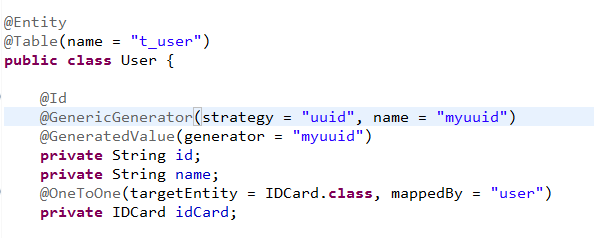 @Entity
@Table(name = "t_user")
public class User {
@Id
@GenericGenerator(strategy = "uuid", name = "myuuid")
@GeneratedValue(generator = "myuuid")
private String id;
private String name;
@OneToOne(targetEntity = IDCard.class, mappedBy = "user")
private IDCard idCard;